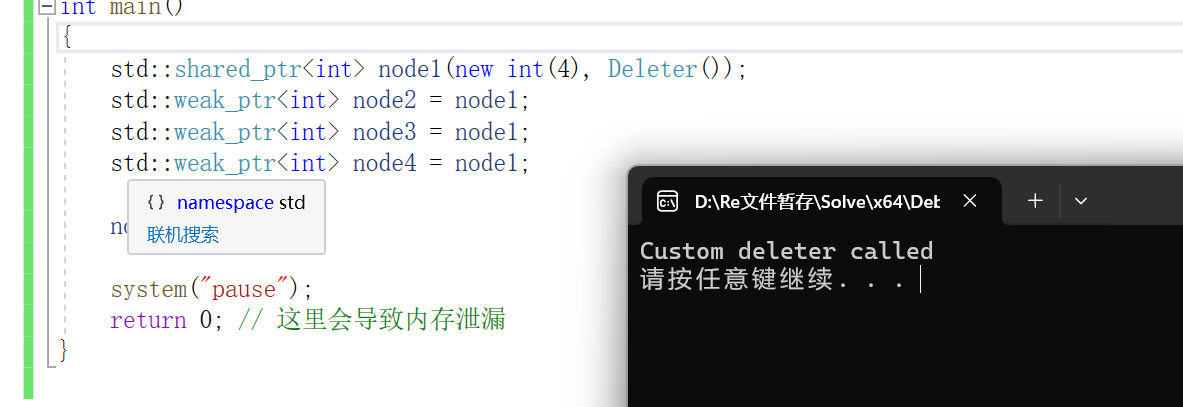 int main()
{
std::shared_ptr<int> node1(new int(4), Deleter());
std::weak_ptr<int> node2 = node1;
std::weak_ptr<int> node3 = node1;
std::weak_ptr<int> node4 = node1;
{} namespace std
联机搜索
system("pause");
return 0; // 这里会导致内存泄漏
}
D:\Re文件暂存\Solve\x64\Deb
Custom deleter called
请按任意键继续. . .